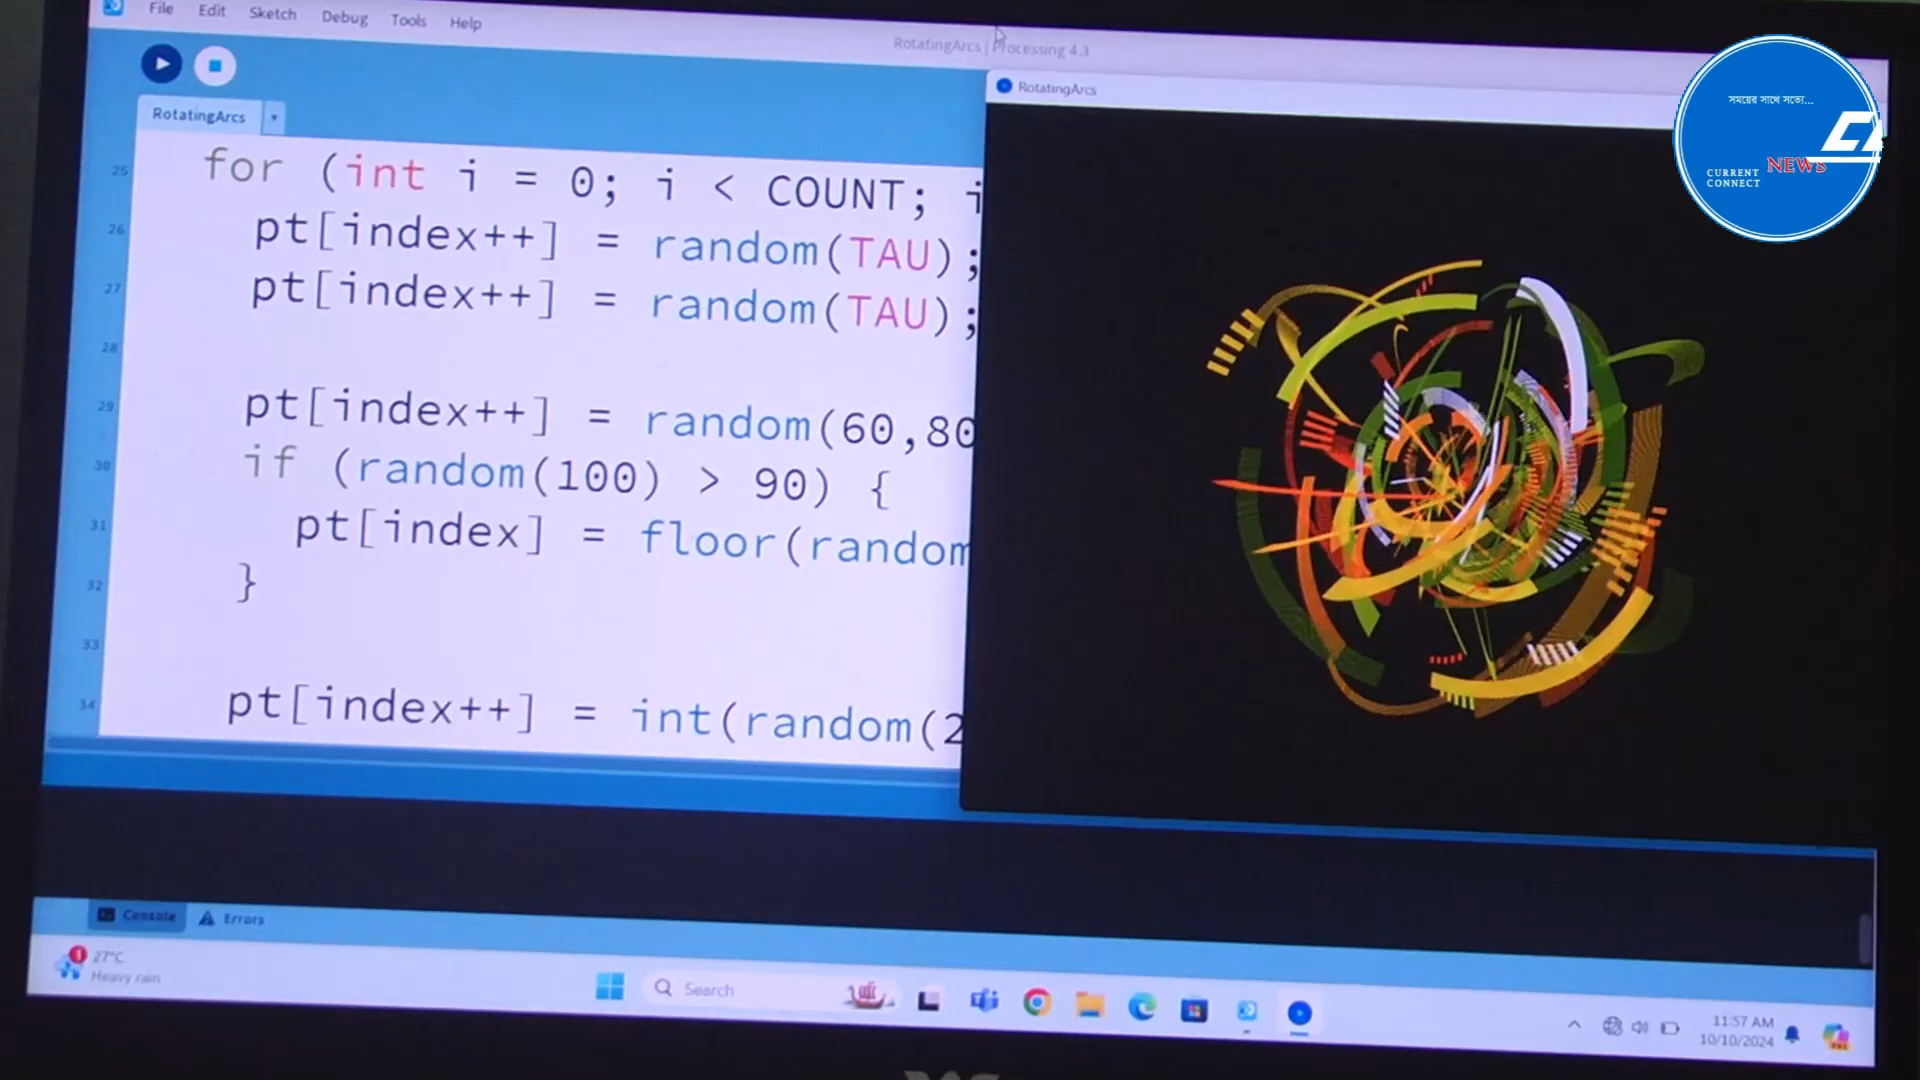 File Edit Sketch Debug Tools Help
RotatingArcs | Processing 4.3
RotatingArcs
RotatingArcs
সময়ের সাথে সত্যে...
CURRENT
CONNECT
NEWS
25 for (int i = 0; i < COUNT; i
26 pt[index++] = random(TAU);
27 pt[index++] = random(TAU);
28
29 pt[index++] = random(60,80
30 if (random(100) > 90) {
31 pt[index] = floor(random
32 }
33
34 pt[index++] = int(random(2
Console Errors
1
27°C
Heavy rain
Search
11:57 AM
10/10/2024